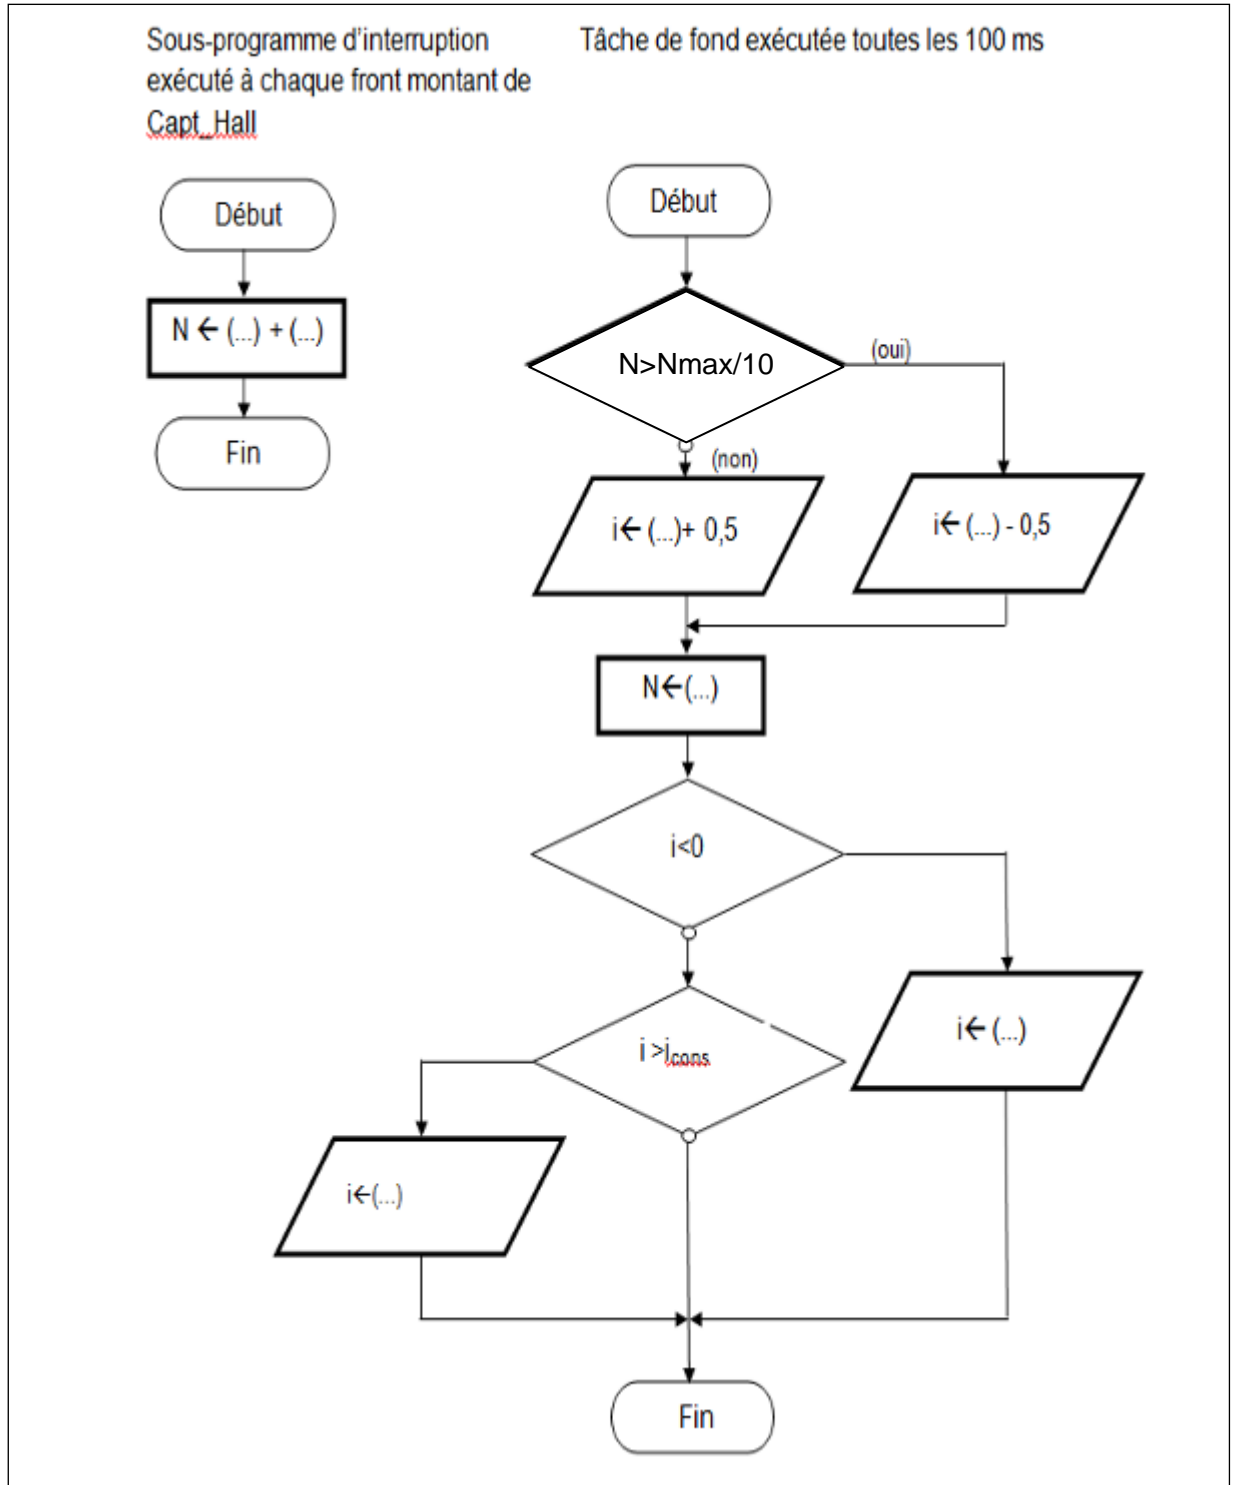 Sous-programme d'interruption
exécuté à chaque front montant de
Capt_Hall
Tâche de fond exécutée toutes les 100 ms
Début
N ← (...) + (...)
Fin
Début
N>Nmax/10
(oui)
(non)
i← (...)+ 0,5
i← (...) - 0,5
N←(...)
i<0
i >icons
i← (...)
i←(...)
Fin